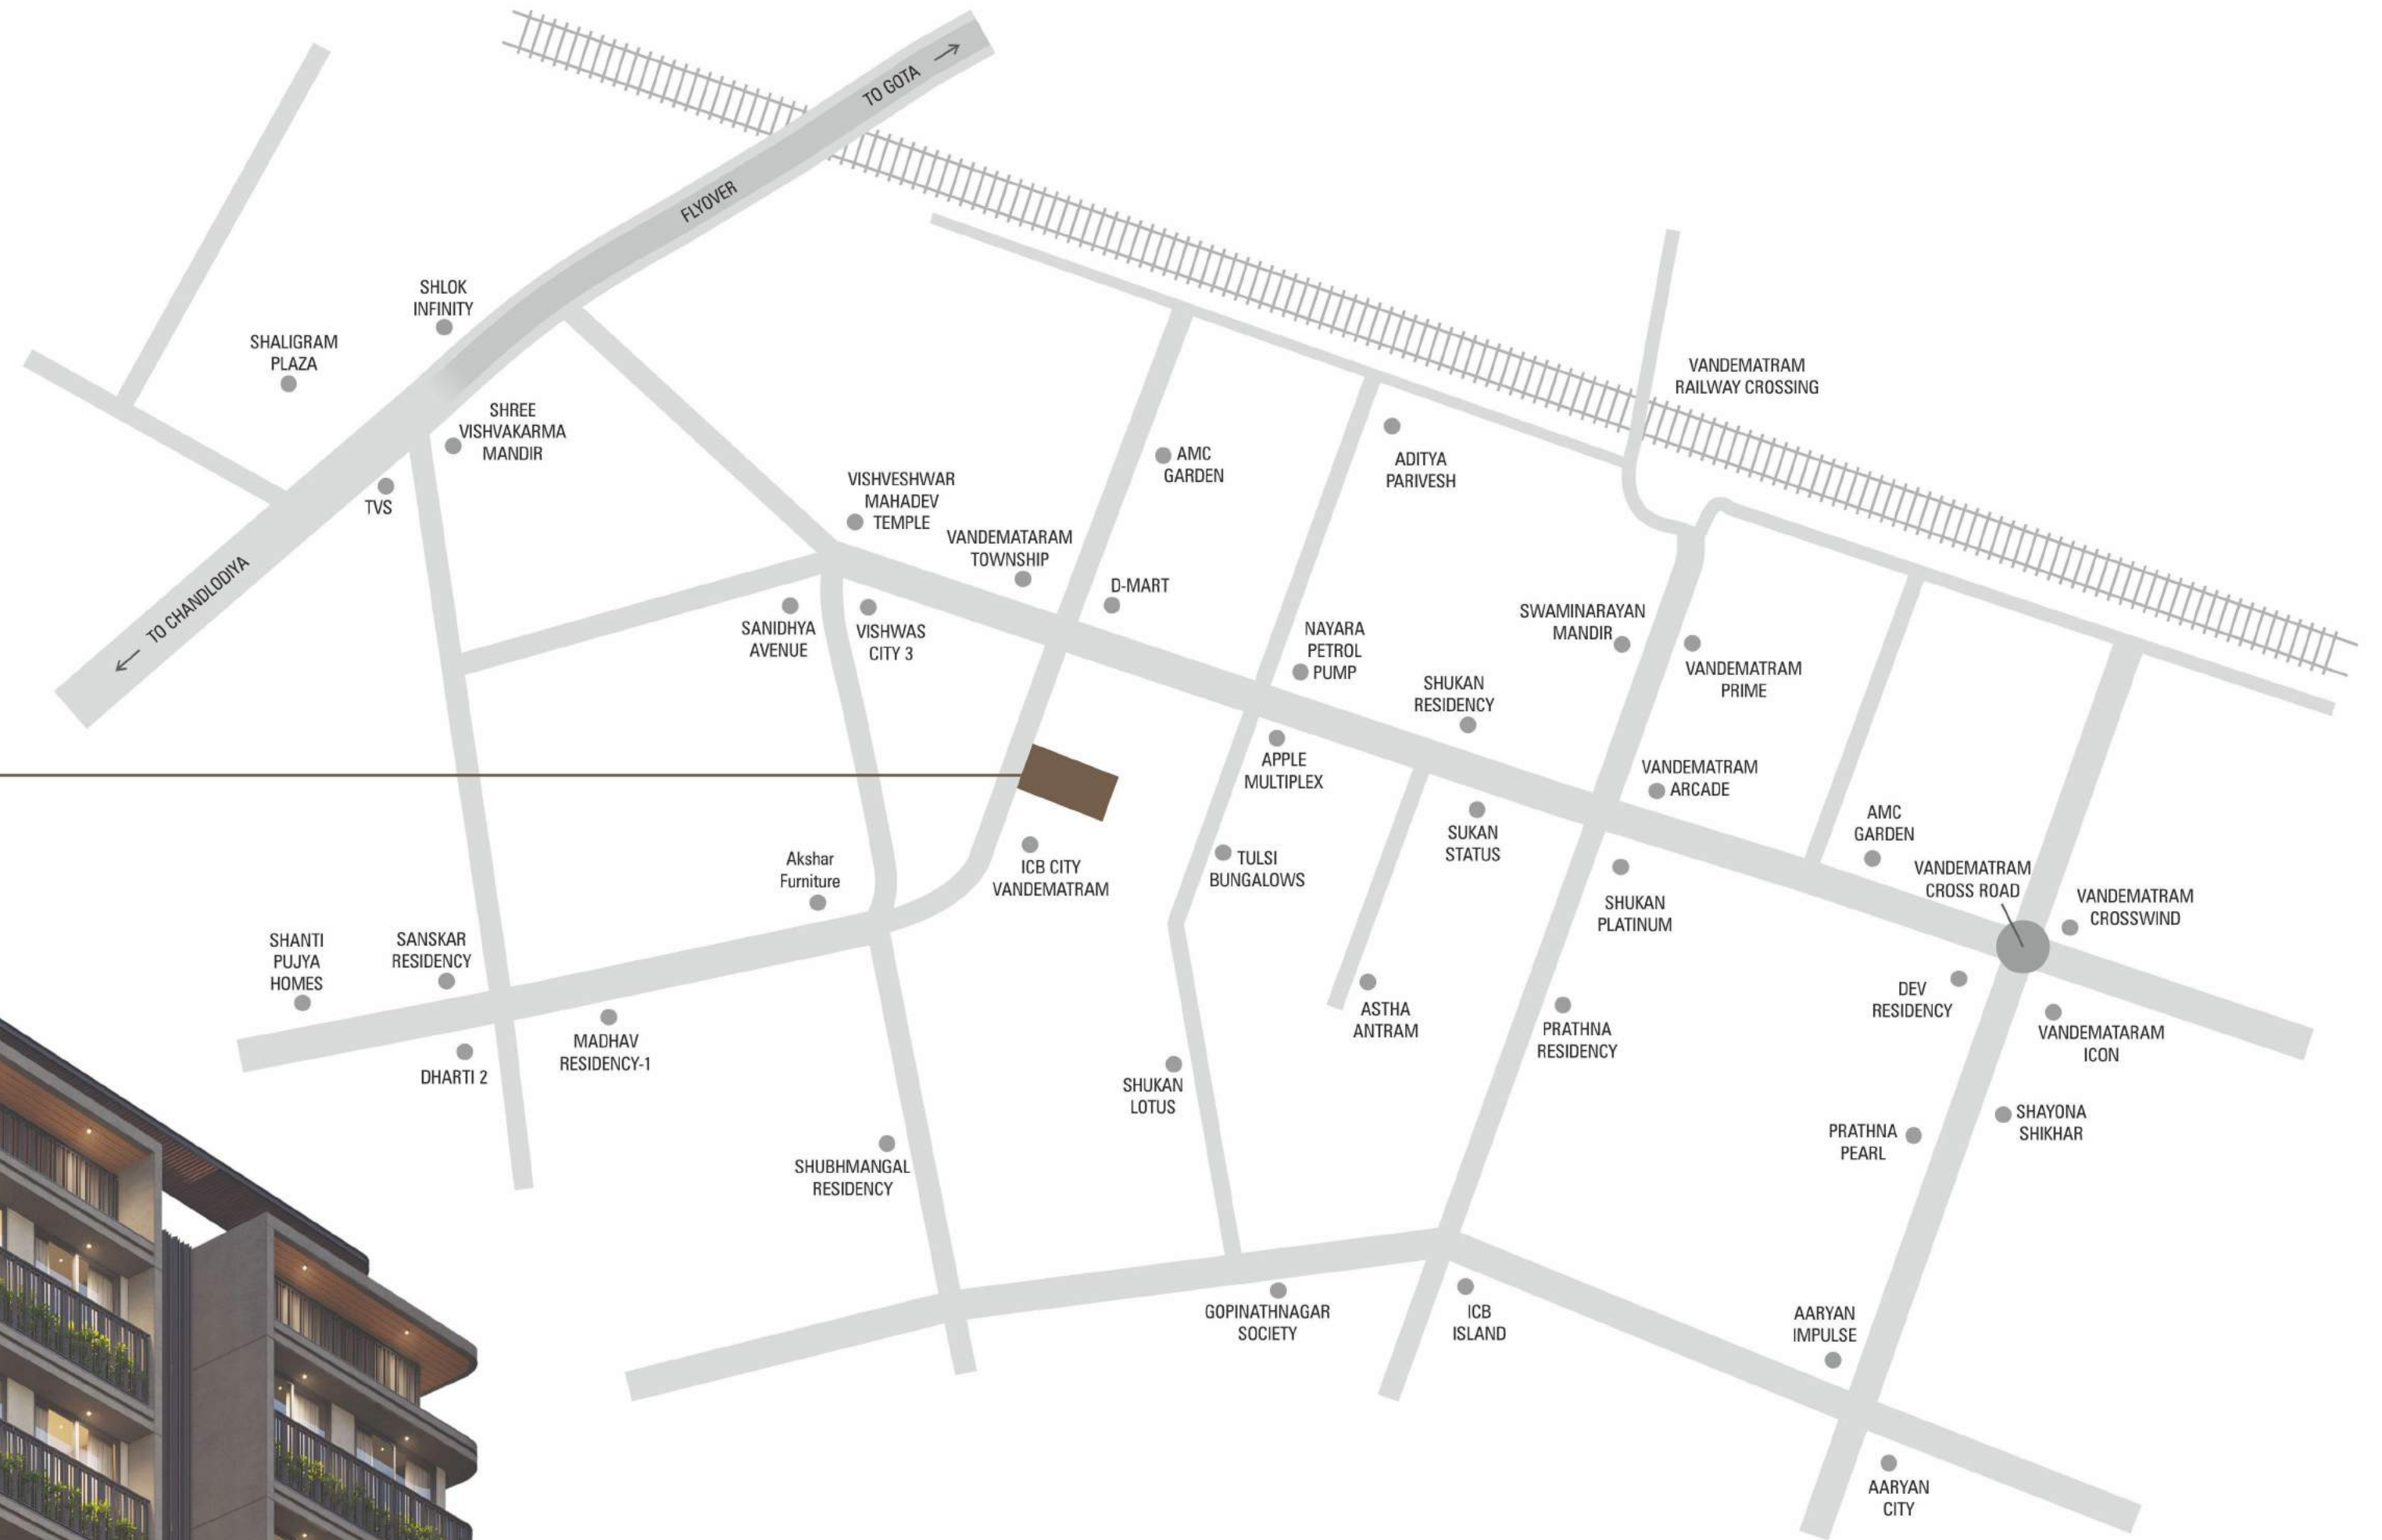 TO GOTA
FLYOVER
SHLOK
INFINITY
SHALIGRAM
PLAZA
SHREE
VISHVAKARMA
MANDIR
TVS
TO CHANDLODIYA
VANDEMATRAM
RAILWAY CROSSING
AMC
GARDEN
ADITYA
PARIVESH
VISHVESHWAR
MAHADEV
TEMPLE
VANDEMATARAM
TOWNSHIP
D-MART
SANIDHYA
AVENUE
VISHWAS
CITY 3
NAYARA
PETROL
PUMP
SWAMINARAYAN
MANDIR
VANDEMATRAM
PRIME
SHUKAN
RESIDENCY
APPLE
MULTIPLEX
VANDEMATRAM
ARCADE
SUKAN
STATUS
AMC
GARDEN
Akshar
Furniture
ICB CITY
VANDEMATRAM
TULSI
BUNGALOWS
VANDEMATRAM
CROSS ROAD
VANDEMATRAM
CROSSWIND
SHUKAN
PLATINUM
SHANTI
PUJYA
HOMES
SANSKAR
RESIDENCY
DEV
RESIDENCY
ASTHA
ANTRAM
PRATHNA
RESIDENCY
VANDEMATARAM
ICON
MADHAV
RESIDENCY-1
DHARTI 2
SHUKAN
LOTUS
SHAYONA
SHIKHAR
PRATHNA
PEARL
SHUBHMANGAL
RESIDENCY
GOPINATHNAGAR
SOCIETY
ICB
ISLAND
AARYAN
IMPULSE
AARYAN
CITY